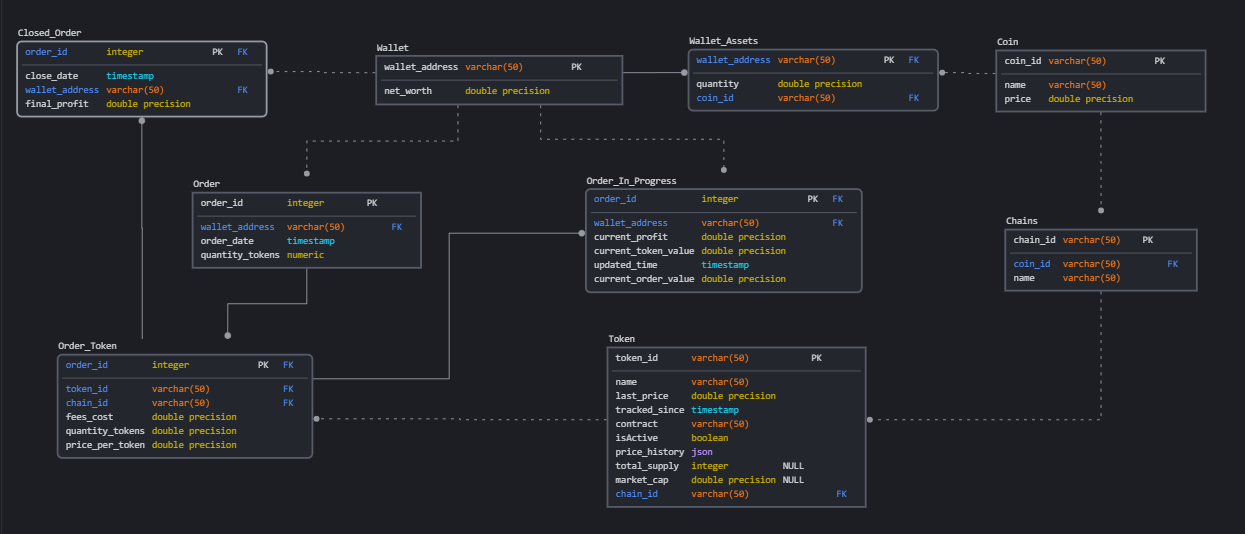 Closed_Order
order_id integer PK FK
close_date timestamp
wallet_address varchar(50) FK
final_profit double precision
Wallet
wallet_address varchar(50) PK
net_worth double precision
Wallet_Assets
wallet_address varchar(50) PK FK
quantity double precision
coin_id varchar(50) FK
Coin
coin_id varchar(50) PK
name varchar(50)
price double precision
Order
order_id integer PK
wallet_address varchar(50) FK
order_date timestamp
quantity_tokens numeric
Order_In_Progress
order_id integer PK FK
wallet_address varchar(50) FK
current_profit double precision
current_token_value double precision
updated_time timestamp
current_order_value double precision
Chains
chain_id varchar(50) PK
coin_id varchar(50) FK
name varchar(50)
Order_Token
order_id integer PK FK
token_id varchar(50) FK
chain_id varchar(50) FK
fees_cost double precision
quantity_tokens double precision
price_per_token double precision
Token
token_id varchar(50) PK
name varchar(50)
last_price double precision
tracked_since timestamp
contract varchar(50)
isActive boolean
price_history json
total_supply integer NULL
market_cap double precision NULL
chain_id varchar(50) FK